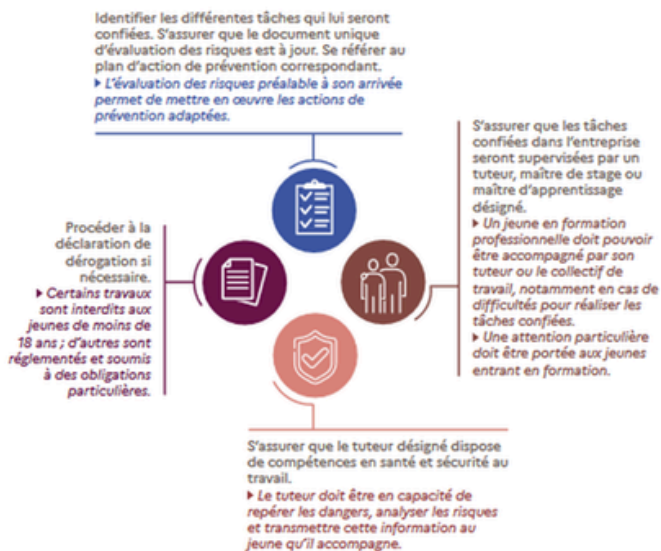 Identifier les différentes tâches qui lui seront
confiées. S'assurer que le document unique
d'évaluation des risques est à jour. Se référer au
plan d'action de prévention correspondant.
▸ L'évaluation des risques préalable à son arrivée
permet de mettre en œuvre les actions de
prévention adaptées.
S'assurer que les tâches
confiées dans l'entreprise
seront supervisées par un
tuteur, maître de stage ou
maître d'apprentissage
désigné.
▸ Un jeune en formation
professionnelle doit pouvoir
être accompagné par son
tuteur ou le collectif de
travail, notamment en cas de
difficultés pour réaliser les
tâches confiées.
▸ Une attention particulière
doit être portée aux jeunes
entrant en formation.
Procéder à la
déclaration de
dérogation si
nécessaire.
▸ Certains travaux
sont interdits aux
jeunes de moins de
18 ans ; d'autres sont
réglementés et soumis
à des obligations
particulières.
S'assurer que le tuteur désigné dispose
de compétences en santé et sécurité au
travail.
▸ Le tuteur doit être en capacité de
repérer les dangers, analyser les risques
et transmettre cette information au
jeune qu'il accompagne.